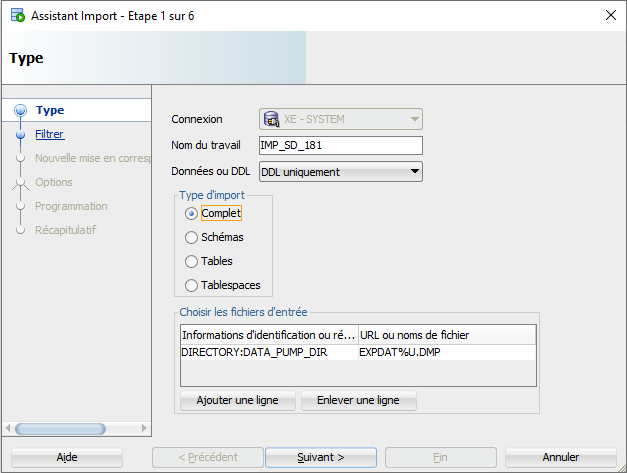 Assistant Import - Etape 1 sur 6
Type
Type
Filtrer
Nouvelle mise en corresp
Options
Programmation
Récapitulatif
Connexion XE - SYSTEM
Nom du travail IMP_SD_181
Données ou DDL DDL uniquement
Type d'import
Complet
Schémas
Tables
Tablespaces
Choisir les fichiers d'entrée
Informations d'identification ou ré... URL ou noms de fichier
DIRECTORY:DATA_PUMP_DIR EXPDAT%U.DMP
Ajouter une ligne Enlever une ligne
Aide < Précédent Suivant > Fin Annuler